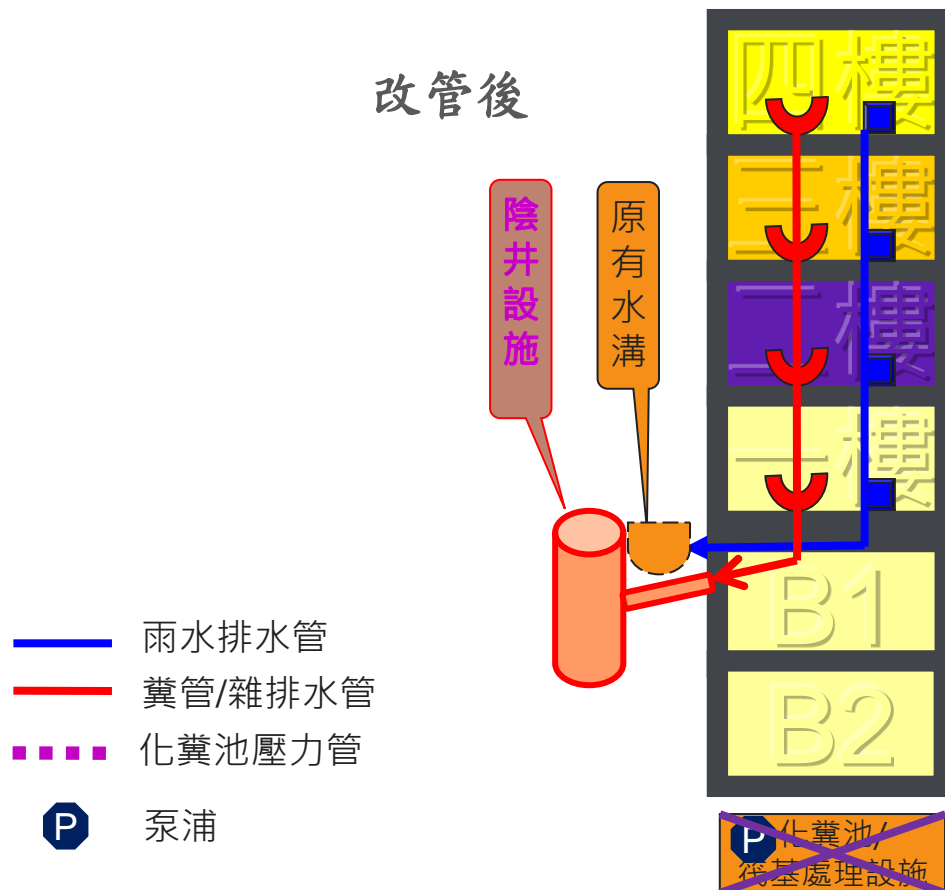 改管後
四樓
三樓
二樓
一樓
B1
B2
陰井設施
原有水溝
雨水排水管
糞管/雜排水管
化糞池壓力管
P 泵浦
P 化糞池/
筏基處理設施